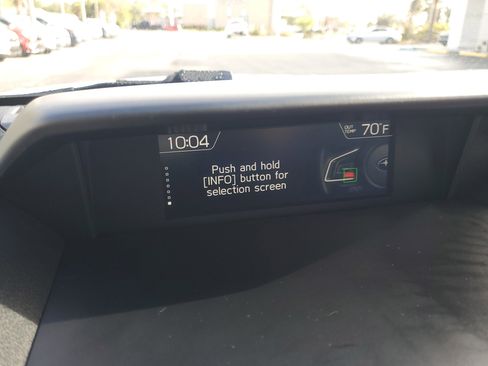 10:04
OUT
TEMP
70°F
Push and hold
[INFO] button for
selection screen